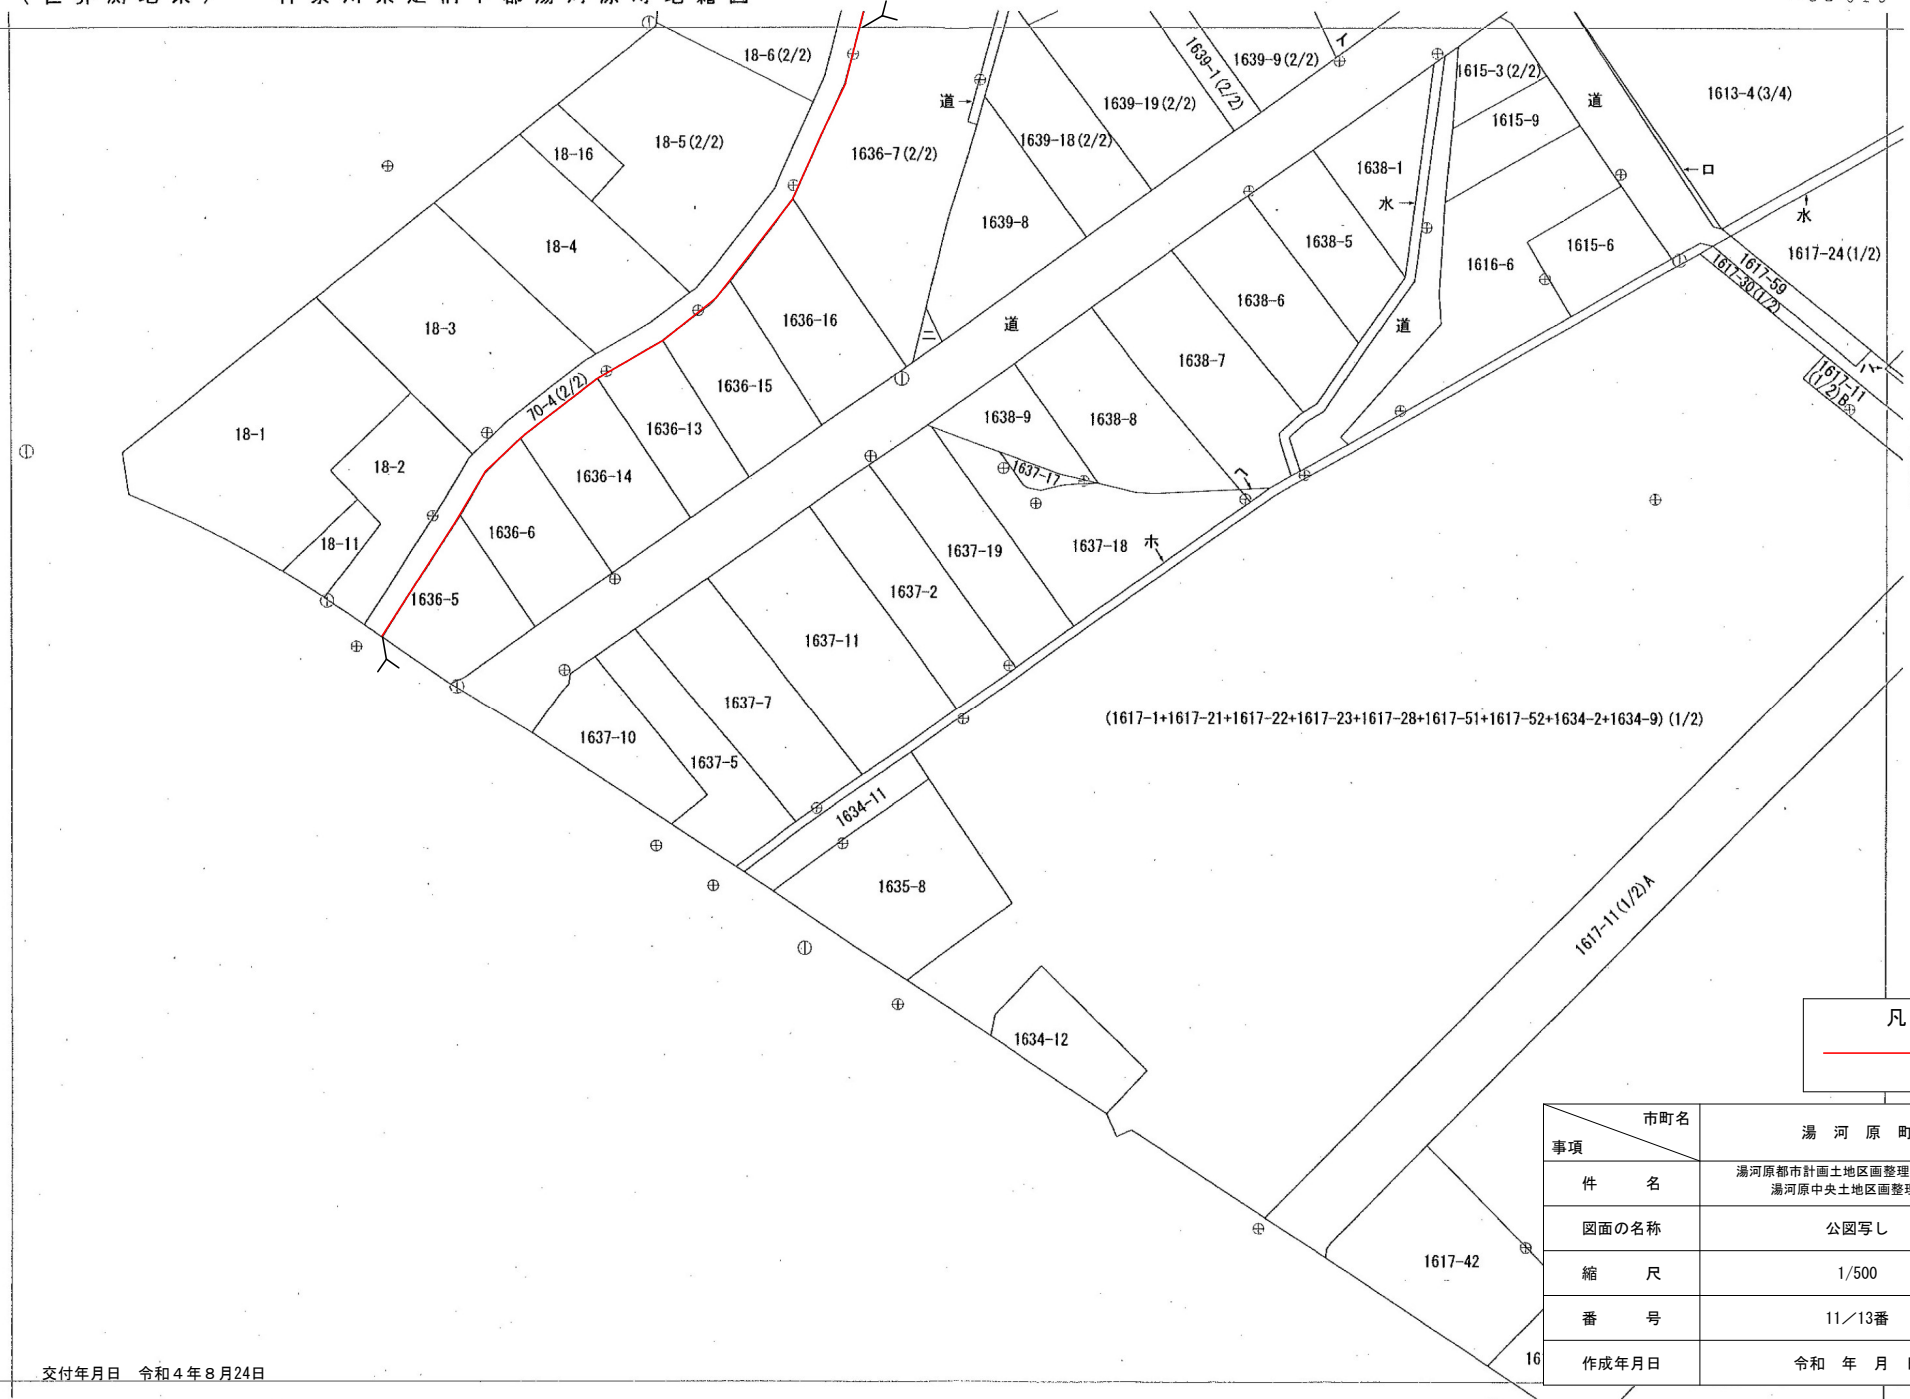 18-6(2/2)
1639-1(2/2)
1639-9(2/2)
イ
1615-3(2/2)
1613-4(3/4)
道
1639-19(2/2)
道
1615-9
18-16
18-5(2/2)
1636-7(2/2)
1639-18(2/2)
1638-1
ロ
水
水
18-4
1639-8
1638-5
1616-6
1615-6
1617-24(1/2)
1617-59
1617-30(1/2)
18-3
1636-16
ニ
道
1638-6
道
1638-7
1617-11
(1/2)B
ハ
70-4(2/2)
1636-15
1636-13
1638-9
1638-8
18-1
18-2
1636-14
1637-17
ヘ
18-11
1636-6
1637-19
1637-18
ホ
1636-5
1637-2
1637-11
1637-7
1637-10
1637-5
(1617-1+1617-21+1617-22+1617-23+1617-28+1617-51+1617-52+1634-2+1634-9)(1/2)
1634-11
1635-8
1617-11(1/2)A
1634-12
凡
1617-42
16
市町名
事項
湯 河 原 町
件 名
湯河原都市計画土地区画整理
湯河原中央土地区画整理
図面の名称
公図写し
縮 尺
1/500
番 号
11／13番
作成年月日
令和 年 月
交付年月日 令和4年8月24日